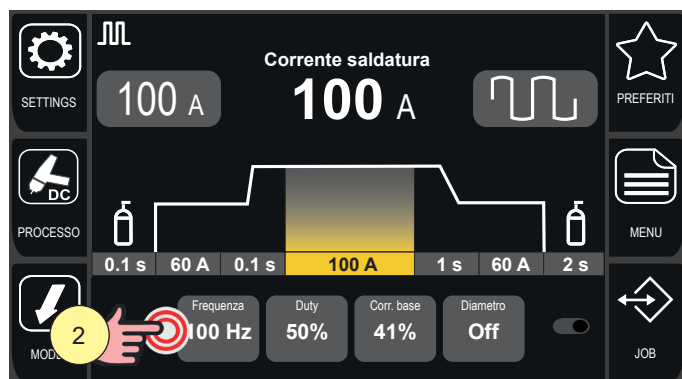 SETTINGS
Corrente saldatura
100 A
100 A
PREFERITI
DC
PROCESSO
MENU
0.1 s 60 A 0.1 s 100 A 1 s 60 A 2 s
Frequenza Duty Corr. base Diametro
100 Hz 50% 41% Off
2
JOB